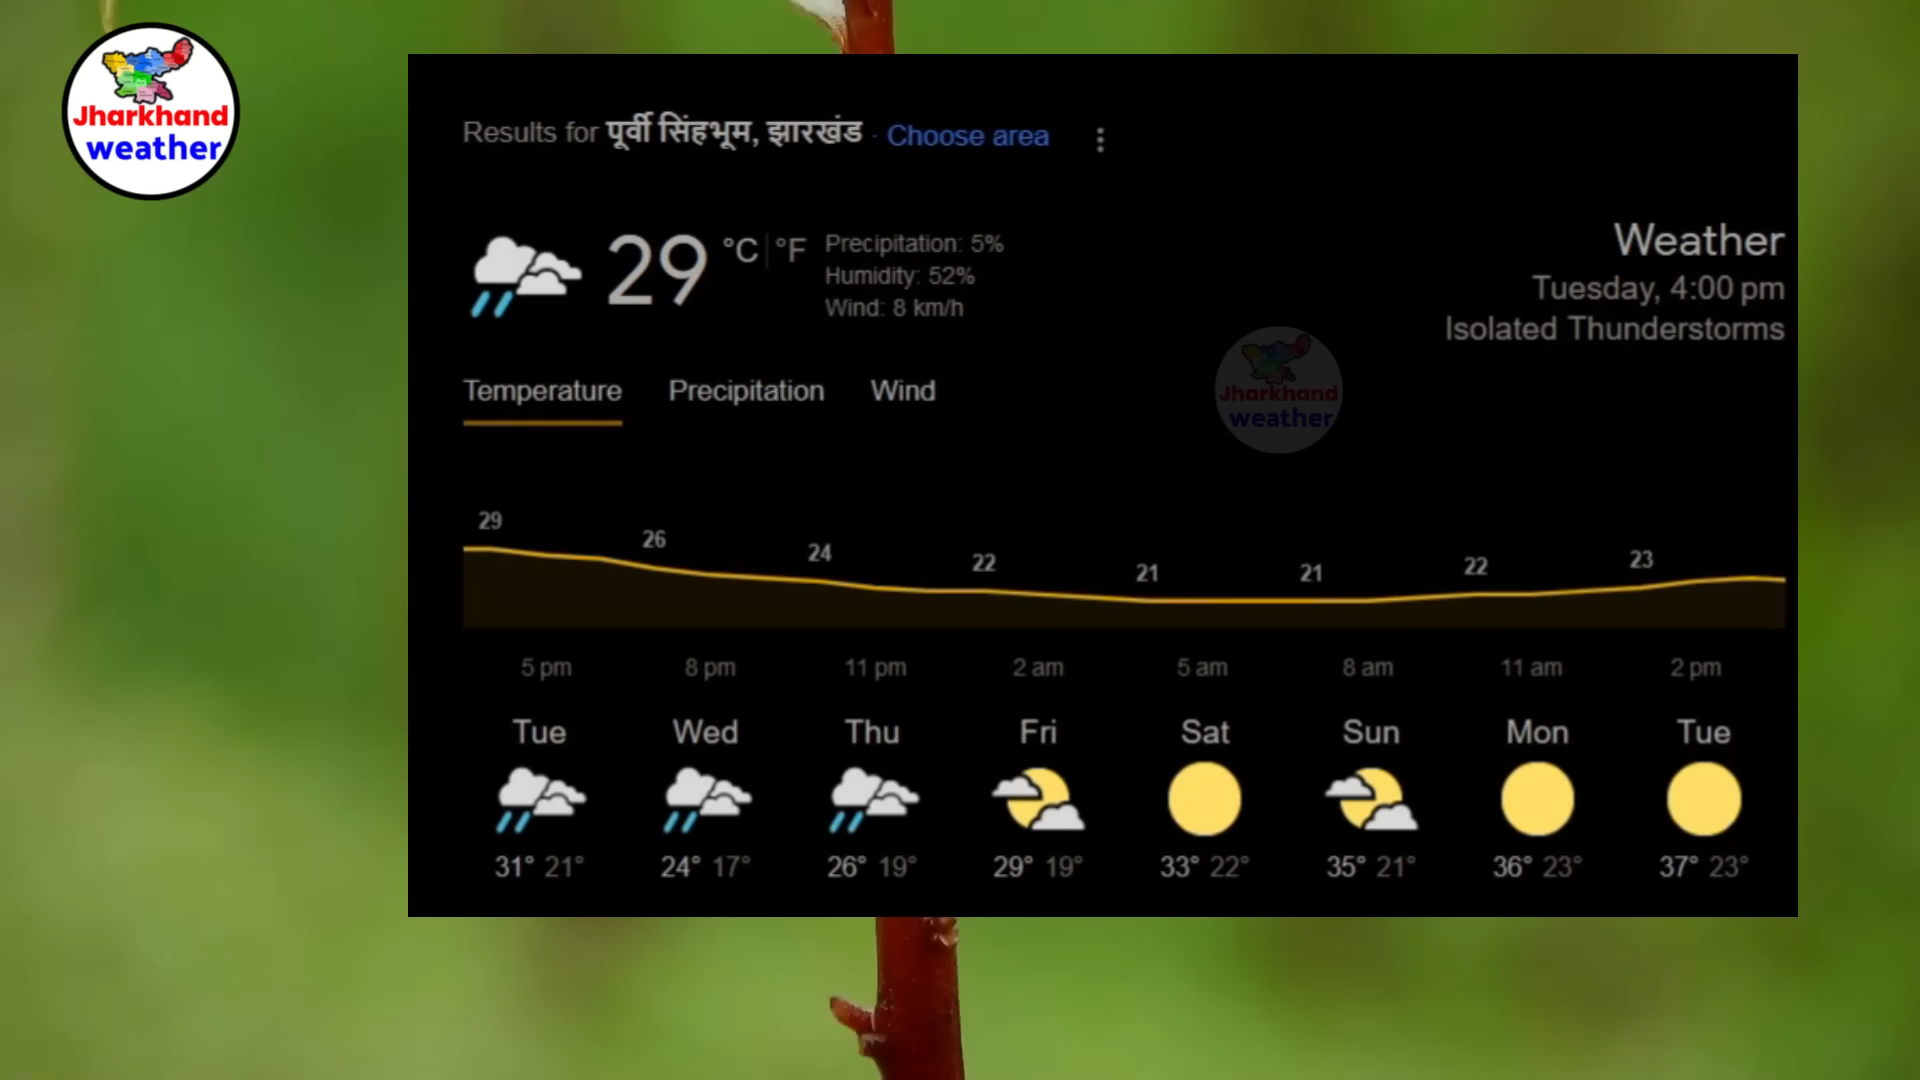 Jharkhand
weather
Results for पूर्वी सिंहभूम, झारखंड · Choose area
29 °C | °F
Precipitation: 5%
Humidity: 52%
Wind: 8 km/h
Weather
Tuesday, 4:00 pm
Isolated Thunderstorms
Jharkhand
weather
Temperature Precipitation Wind
29 26 24 22 21 21 22 23
5 pm 8 pm 11 pm 2 am 5 am 8 am 11 am 2 pm
Tue Wed Thu Fri Sat Sun Mon Tue
31° 21° 24° 17° 26° 19° 29° 19° 33° 22° 35° 21° 36° 23° 37° 23°